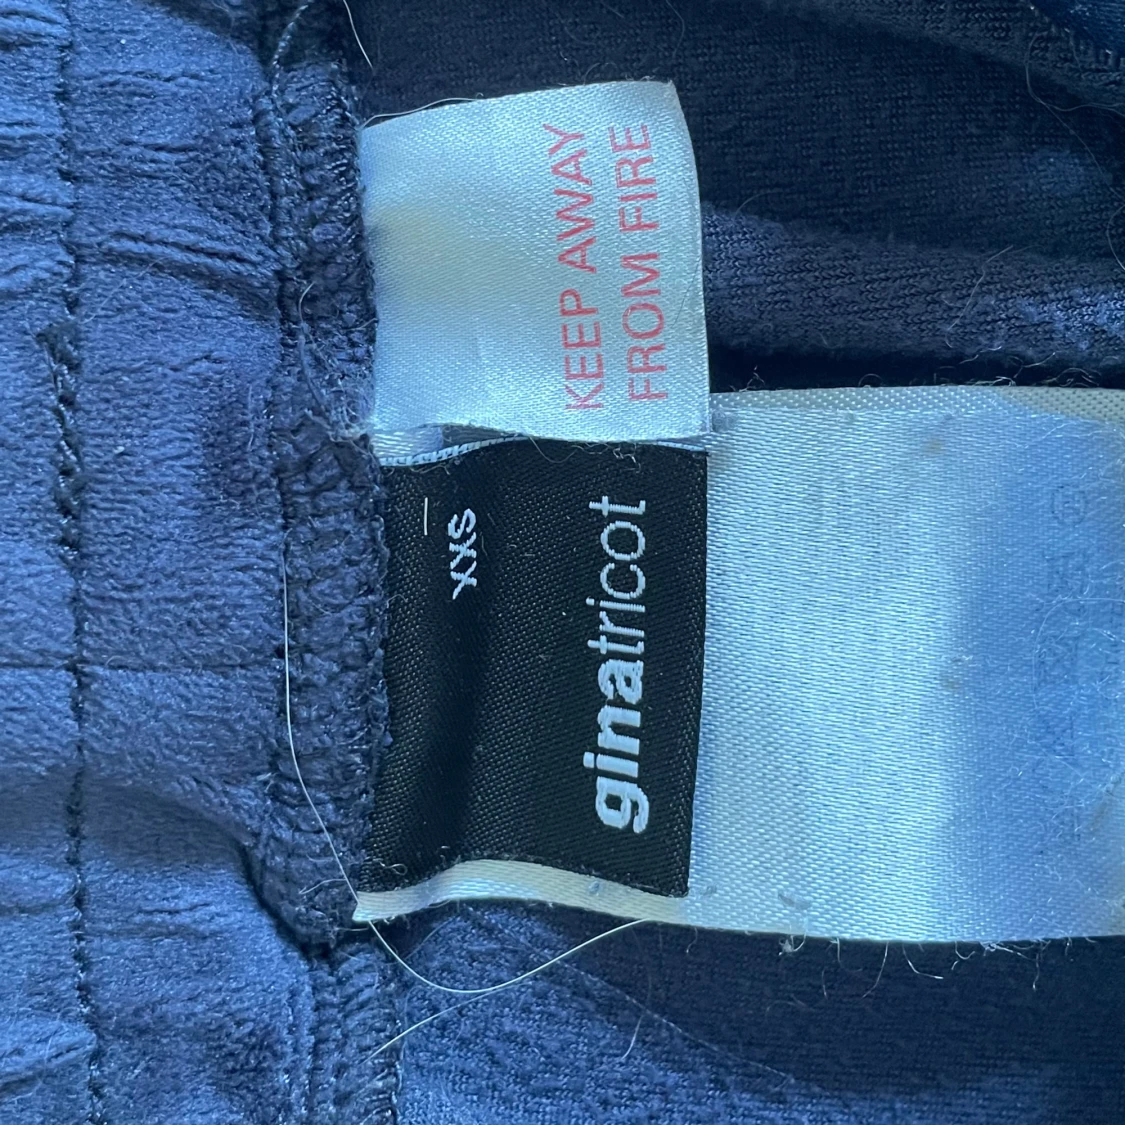 KEEP AWAY
FROM FIRE
XXS
ginatricot